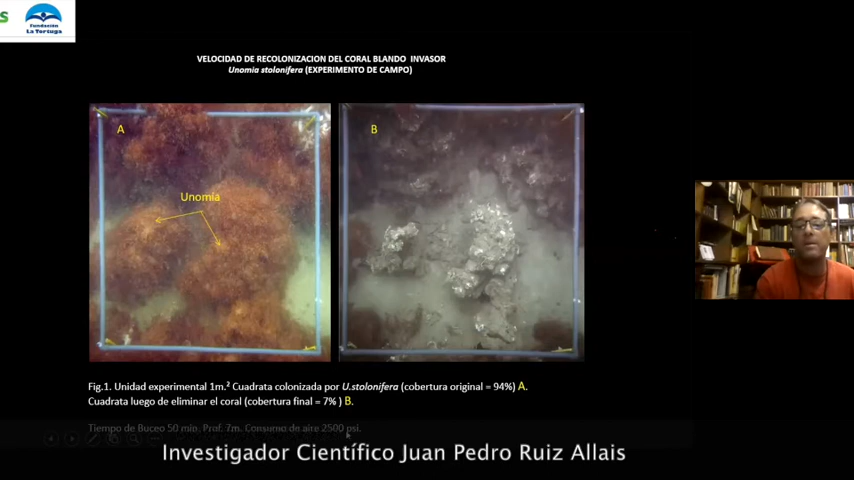 S
Fundación
La Tortuga
VELOCIDAD DE RECOLONIZACION DEL CORAL BLANDO INVASOR
Unomia stolonifera (EXPERIMENTO DE CAMPO)
A
B
Unomía
Fig.1. Unidad experimental 1m.² Cuadrata colonizada por U.stolonifera (cobertura original = 94%) A.
Cuadrata luego de eliminar el coral (cobertura final = 7% ) B.
Tiempo de Buceo 50 min. Prof. 7m. Consumo de aire 2500 psi.
Investigador Científico Juan Pedro Ruiz Allais